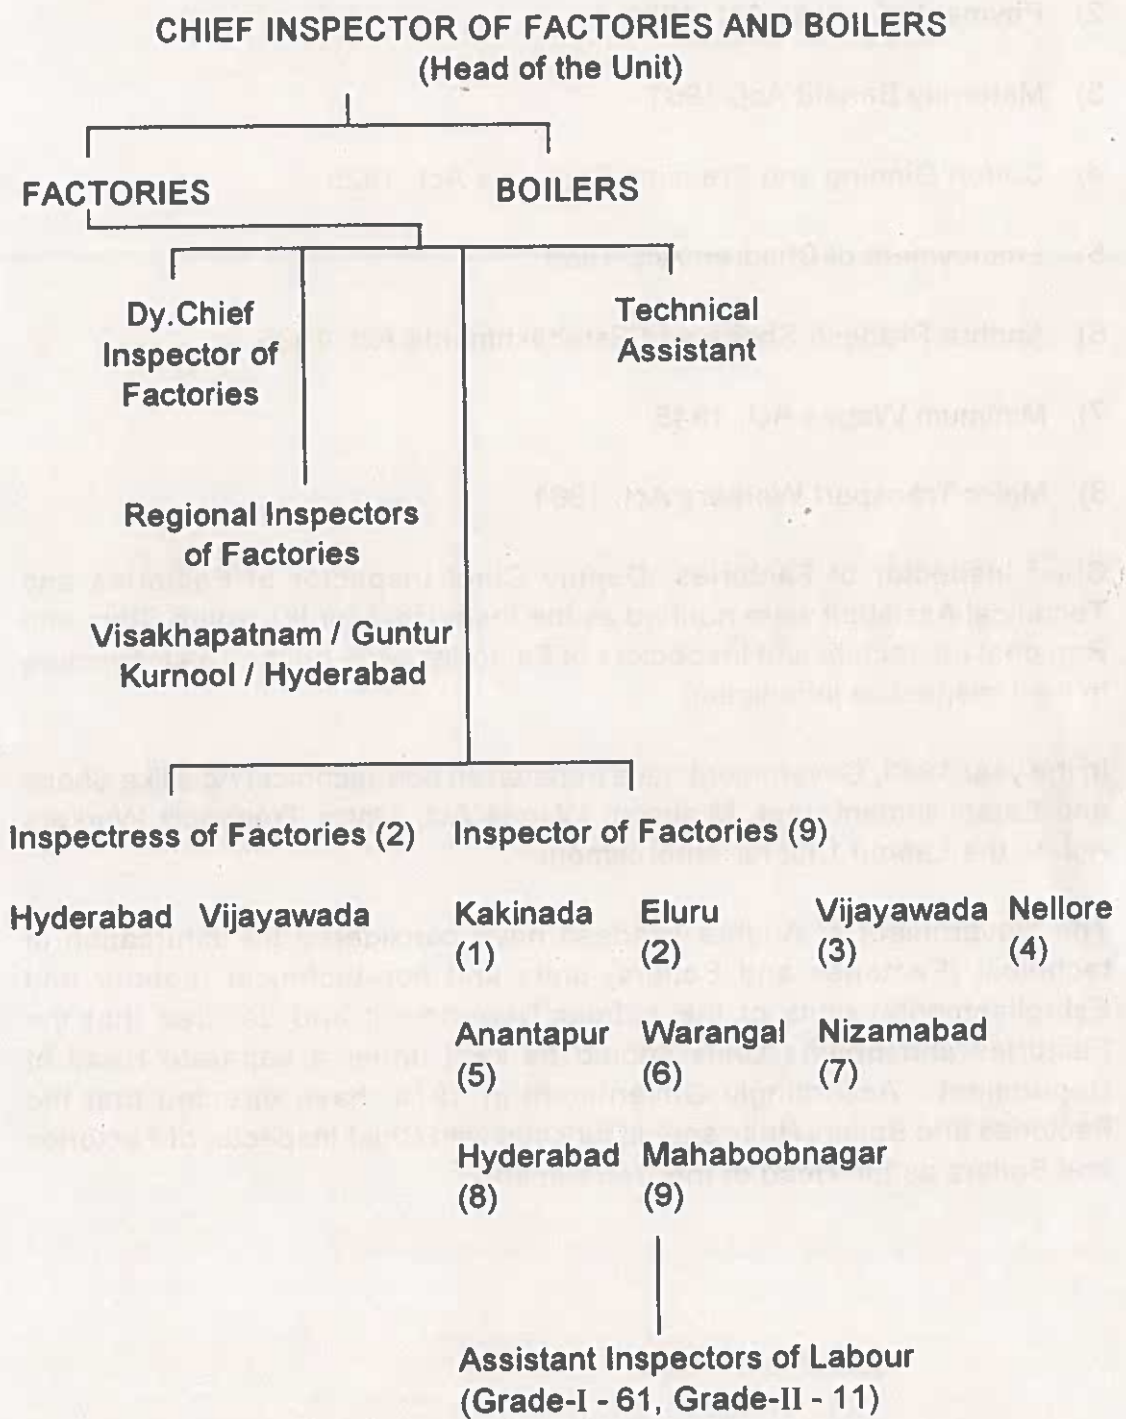 CHIEF INSPECTOR OF FACTORIES AND BOILERS
(Head of the Unit)
FACTORIES BOILERS
Dy.Chief
Inspector of
Factories
Technical
Assistant
Regional Inspectors
of Factories
Visakhapatnam / Guntur
Kurnool / Hyderabad
Inspectress of Factories (2) Inspector of Factories (9)
Hyderabad Vijayawada Kakinada Eluru Vijayawada Nellore
(1) (2) (3) (4)
Anantapur Warangal Nizamabad
(5) (6) (7)
Hyderabad Mahaboobnagar
(8) (9)
Assistant Inspectors of Labour
(Grade-I - 61, Grade-II - 11)